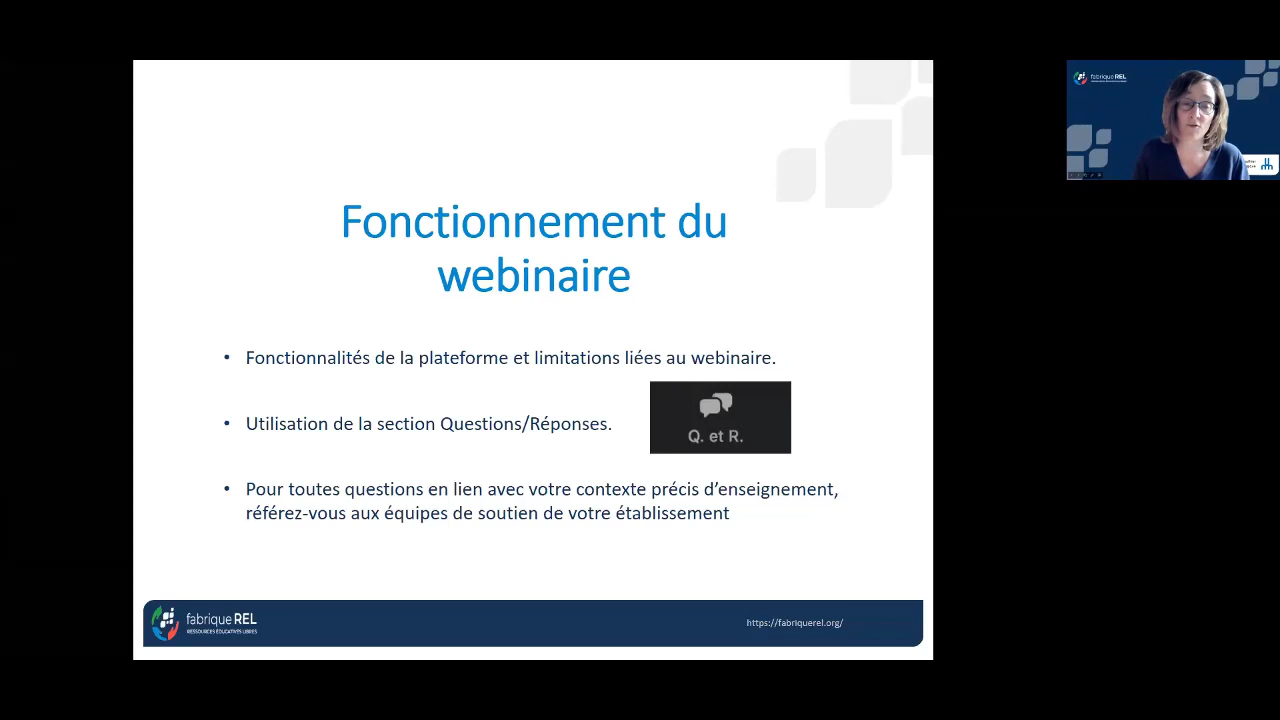 Fonctionnement du
webinaire
• Fonctionnalités de la plateforme et limitations liées au webinaire.
• Utilisation de la section Questions/Réponses.
Q. et R.
• Pour toutes questions en lien avec votre contexte précis d’enseignement,
référez-vous aux équipes de soutien de votre établissement
fabrique REL
RESSOURCES ÉDUCATIVES LIBRES
https://fabriquerel.org/
fabrique REL